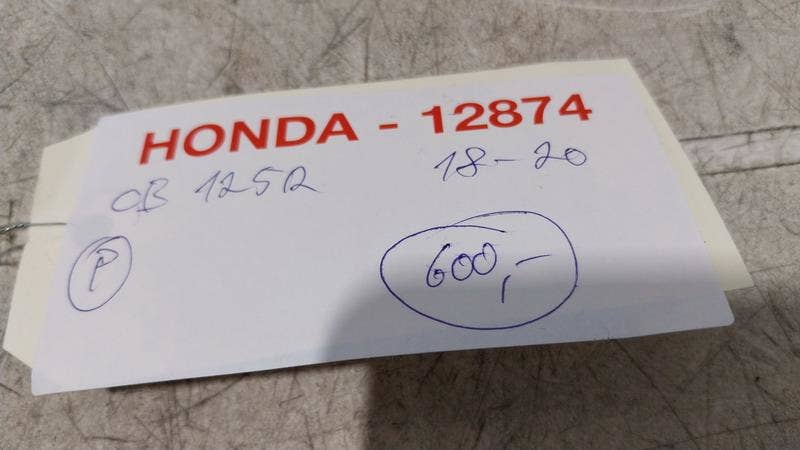 HONDA - 12874
CB 125R 18-20
P
600,-